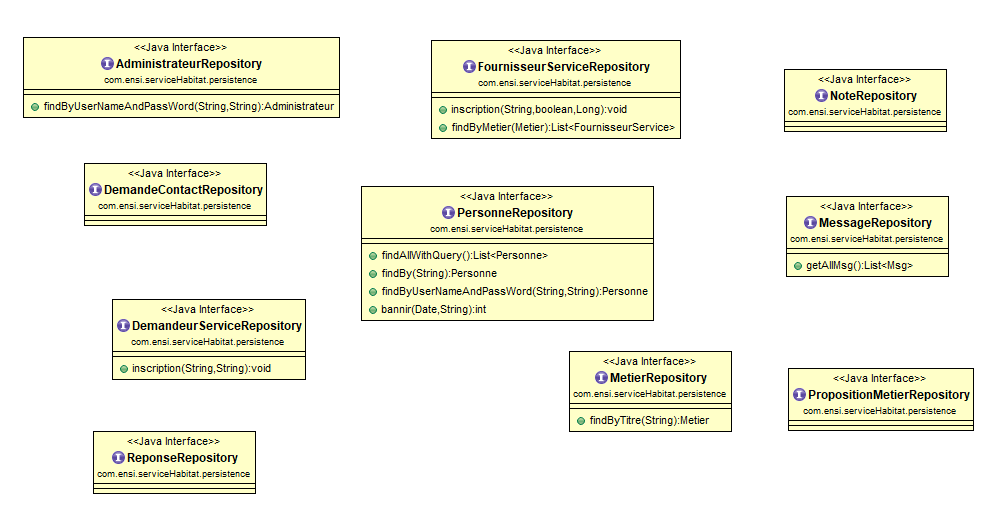 <<Java Interface>>
AdministrateurRepository
com.ensi.serviceHabitat.persistence
findByUserNameAndPassWord(String,String):Administrateur
<<Java Interface>>
FournisseurServiceRepository
com.ensi.serviceHabitat.persistence
inscription(String,boolean,Long):void
findByMetier(Metier):List<FournisseurService>
<<Java Interface>>
NoteRepository
com.ensi.serviceHabitat.persistence
<<Java Interface>>
DemandeContactRepository
com.ensi.serviceHabitat.persistence
<<Java Interface>>
PersonneRepository
com.ensi.serviceHabitat.persistence
findAllWithQuery():List<Personne>
findBy(String):Personne
findByUserNameAndPassWord(String,String):Personne
bannir(Date,String):int
<<Java Interface>>
MessageRepository
com.ensi.serviceHabitat.persistence
getAllMsg():List<Msg>
<<Java Interface>>
DemandeurServiceRepository
com.ensi.serviceHabitat.persistence
inscription(String,String):void
<<Java Interface>>
MetierRepository
com.ensi.serviceHabitat.persistence
findByTitre(String):Metier
<<Java Interface>>
PropositionMetierRepository
com.ensi.serviceHabitat.persistence
<<Java Interface>>
ReponseRepository
com.ensi.serviceHabitat.persistence